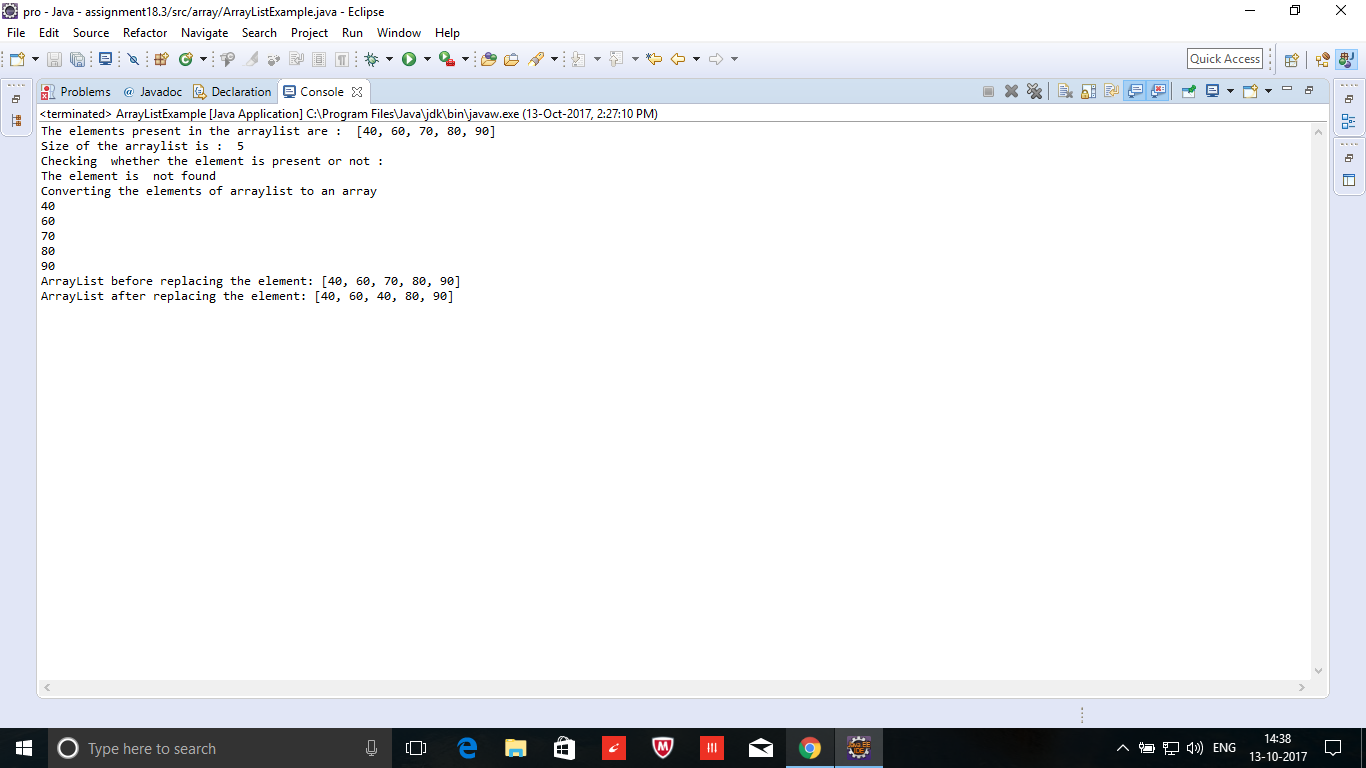 pro - Java - assignment18.3/src/array/ArrayListExample.java - Eclipse
File Edit Source Refactor Navigate Search Project Run Window Help
Quick Access
Problems @ Javadoc Declaration Console
<terminated> ArrayListExample [Java Application] C:\Program Files\Java\jdk\bin\javaw.exe (13-Oct-2017, 2:27:10 PM)
The elements present in the arraylist are :  [40, 60, 70, 80, 90]
Size of the arraylist is :  5
Checking  whether the element is present or not :
The element is  not found
Converting the elements of arraylist to an array
40
60
70
80
90
ArrayList before replacing the element: [40, 60, 70, 80, 90]
ArrayList after replacing the element: [40, 60, 40, 80, 90]
Type here to search
ENG
14:38
13-10-2017